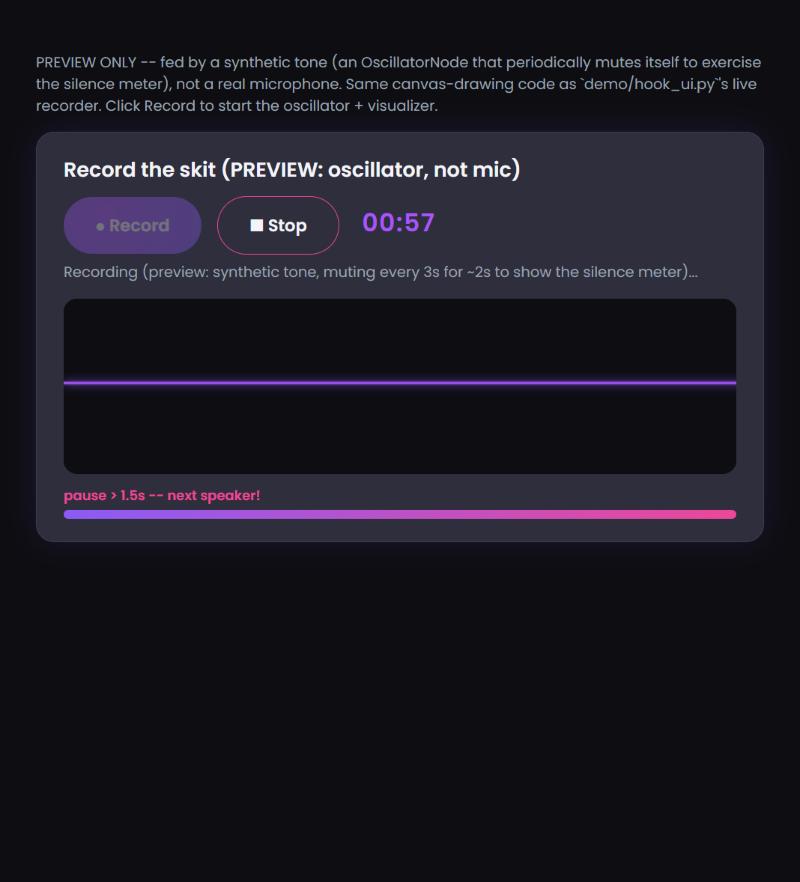 PREVIEW ONLY -- fed by a synthetic tone (an OscillatorNode that periodically mutes itself to exercise
the silence meter), not a real microphone. Same canvas-drawing code as `demo/hook_ui.py`'s live
recorder. Click Record to start the oscillator + visualizer.
Record the skit (PREVIEW: oscillator, not mic)
● Record ■ Stop 00:57
Recording (preview: synthetic tone, muting every 3s for ~2s to show the silence meter)...
pause > 1.5s -- next speaker!